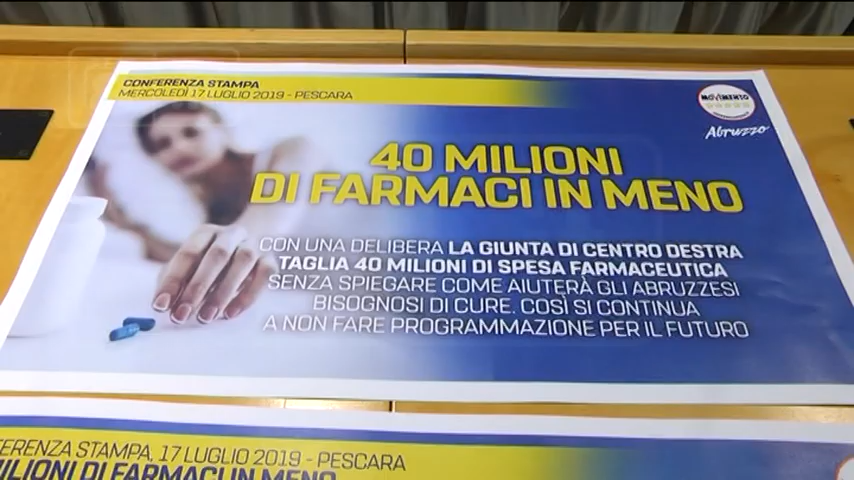 CONFERENZA STAMPA
MERCOLEDÌ 17 LUGLIO 2019 - PESCARA
MOVIMENTO
Abruzzo
40 MILIONI
DI FARMACI IN MENO
CON UNA DELIBERA LA GIUNTA DI CENTRO DESTRA
TAGLIA 40 MILIONI DI SPESA FARMACEUTICA
SENZA SPIEGARE COME AIUTERÀ GLI ABRUZZESI
BISOGNOSI DI CURE. COSÌ SI CONTINUA
A NON FARE PROGRAMMAZIONE PER IL FUTURO
FERENZA STAMPA, 17 LUGLIO 2019 - PESCARA
MILIONI DI FARMACI IN MENO